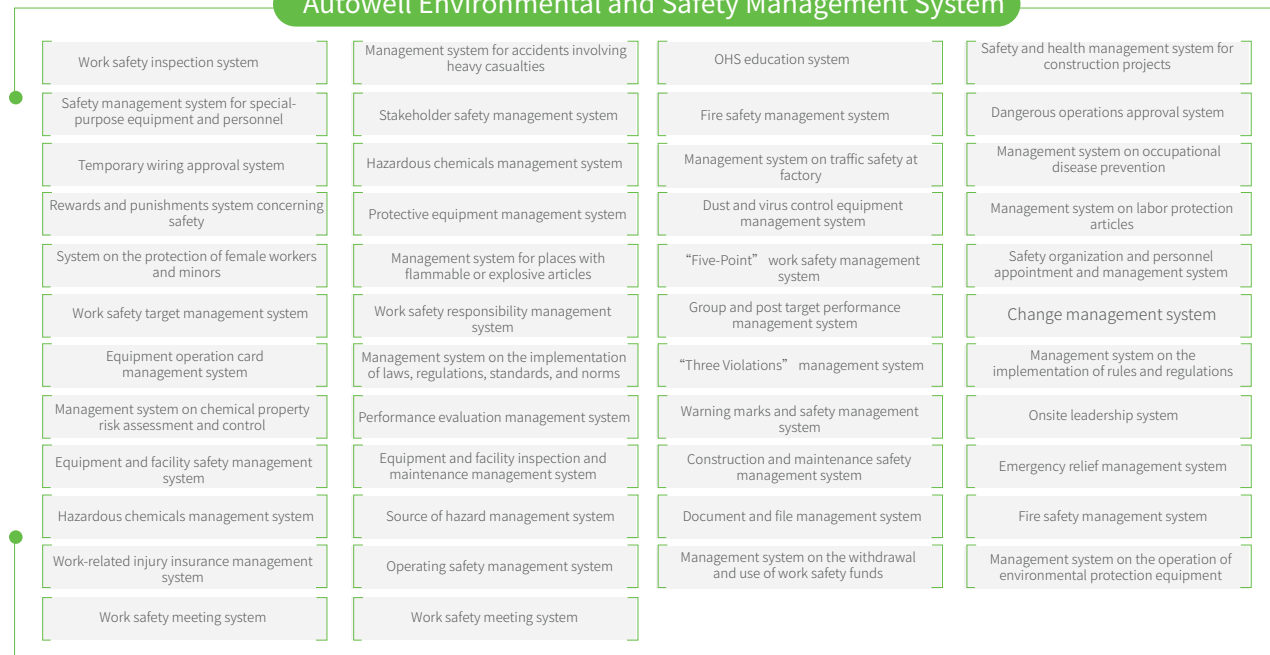 Autowell Environmental and Safety Management System
Work safety inspection system
Management system for accidents involving
heavy casualties
OHS education system
Safety and health management system for
construction projects
Safety management system for special-
purpose equipment and personnel
Stakeholder safety management system
Fire safety management system
Dangerous operations approval system
Temporary wiring approval system
Hazardous chemicals management system
Management system on traffic safety at
factory
Management system on occupational
disease prevention
Rewards and punishments system concerning
safety
Protective equipment management system
Dust and virus control equipment
management system
Management system on labor protection
articles
System on the protection of female workers
and minors
Management system for places with
flammable or explosive articles
“Five-Point” work safety management
system
Safety organization and personnel
appointment and management system
Work safety target management system
Work safety responsibility management
system
Group and post target performance
management system
Change management system
Equipment operation card
management system
Management system on the implementation
of laws, regulations, standards, and norms
“Three Violations” management system
Management system on the
implementation of rules and regulations
Management system on chemical property
risk assessment and control
Performance evaluation management system
Warning marks and safety management
system
Onsite leadership system
Equipment and facility safety management
system
Equipment and facility inspection and
maintenance management system
Construction and maintenance safety
management system
Emergency relief management system
Hazardous chemicals management system
Source of hazard management system
Document and file management system
Fire safety management system
Work-related injury insurance management
system
Operating safety management system
Management system on the withdrawal
and use of work safety funds
Management system on the operation of
environmental protection equipment
Work safety meeting system
Work safety meeting system